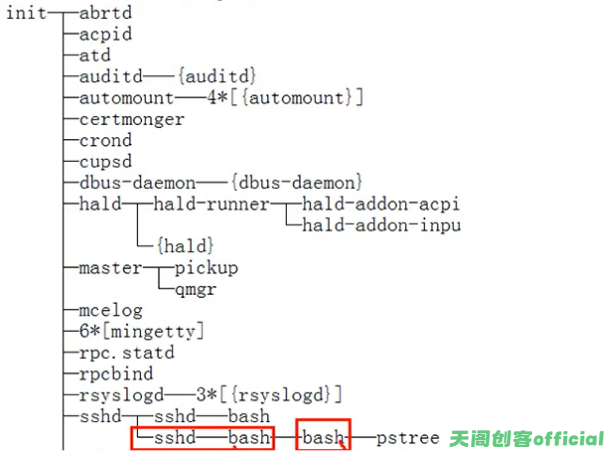 init─┬─abrtd
     ├─acpid
     ├─atd
     ├─auditd───{auditd}
     ├─automount───4*[{automount}]
     ├─certmonger
     ├─crond
     ├─cupsd
     ├─dbus-daemon───{dbus-daemon}
     ├─hald─┬─hald-runner─┬─hald-addon-acpi
     │      │             └─hald-addon-inpu
     │      └─{hald}
     ├─master─┬─pickup
     │        └─qmgr
     ├─mcelog
     ├─6*[mingetty]
     ├─rpc.statd
     ├─rpcbind
     ├─rsyslogd───3*[{rsyslogd}]
     ├─sshd─┬─sshd───bash
     │      └─sshd───bash───bash───pstree
天阁创客official